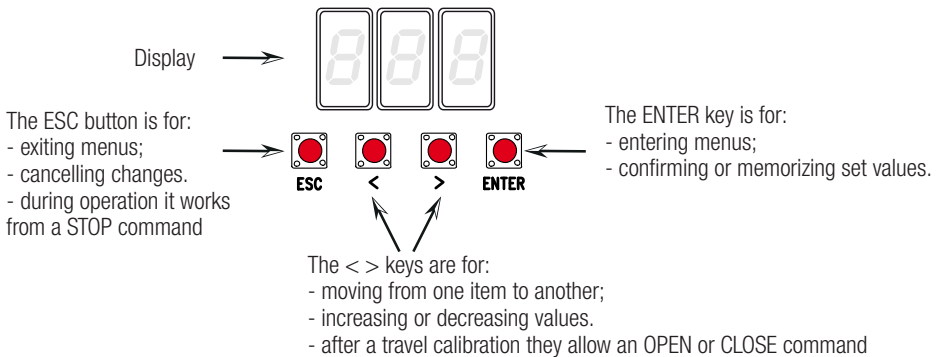 Display
The ESC button is for:
- exiting menus;
- cancelling changes.
- during operation it works
from a STOP command
The ENTER key is for:
- entering menus;
- confirming or memorizing set values.
ESC
<
>
ENTER
The < > keys are for:
- moving from one item to another;
- increasing or decreasing values.
- after a travel calibration they allow an OPEN or CLOSE command